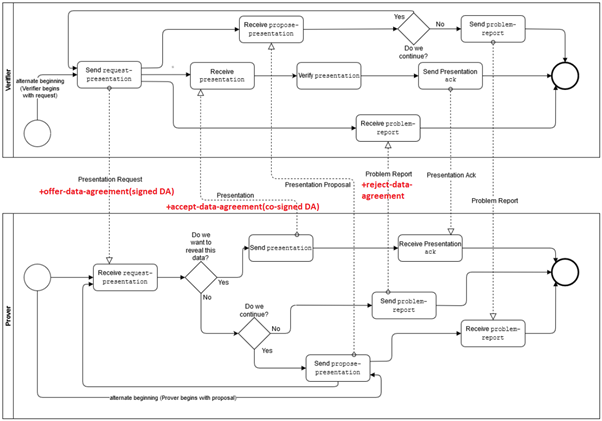 Verifier
alternate beginning
(Verifier begins
with request)
Send request-
presentation
Receive
propose-
presentation
Yes
No
Do we
continue?
Send
problem-
report
Receive
presentation
Verify presentation
Send Presentation
ack
Receive problem-
report
Presentation Request
+offer-data-agreement(signed DA)
Presentation
+accept-data-agreement(co-signed DA)
Presentation Proposal
Problem Report
+reject-data-
agreement
Presentation Ack
Problem Report
Prover
Receive request-
presentation
Do we
want to
reveal this
data?
Yes
No
Send presentation
Receive Presentation
ack
Do we
continue?
No
Yes
Send problem-
report
Receive problem-
report
Send propose-
presentation
alternate beginning (Prover begins with proposal)